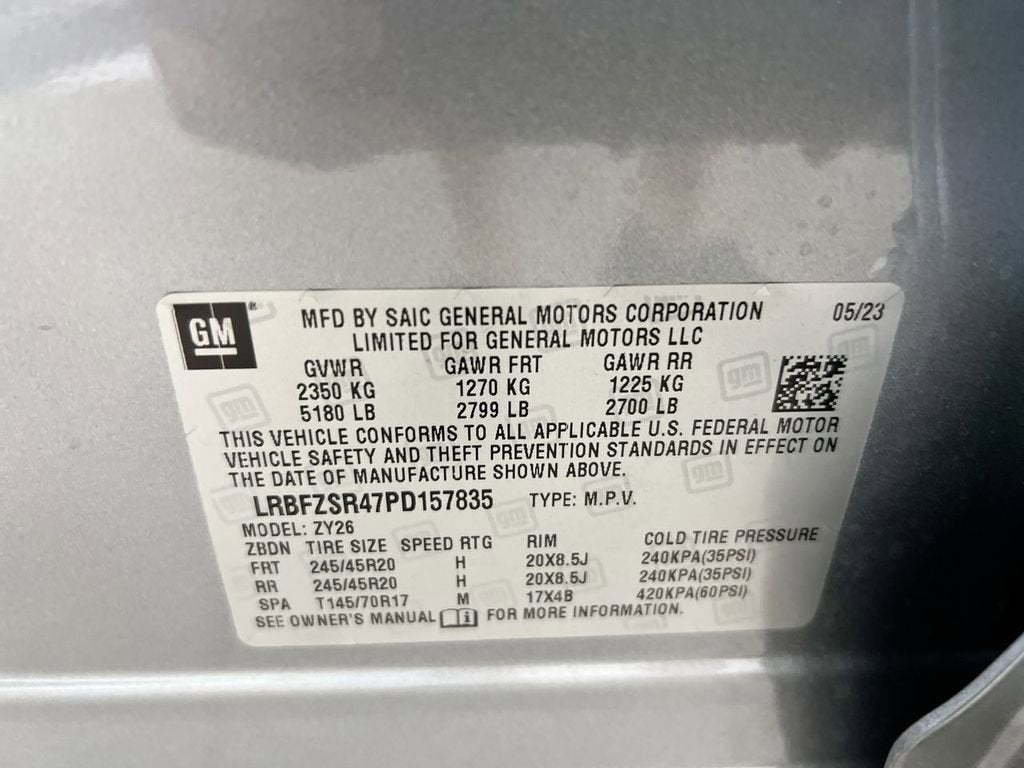 GM
MFD BY SAIC GENERAL MOTORS CORPORATION 05/23
LIMITED FOR GENERAL MOTORS LLC
GVWR GAWR FRT GAWR RR
2350 KG 1270 KG 1225 KG
5180 LB 2799 LB 2700 LB
THIS VEHICLE CONFORMS TO ALL APPLICABLE U.S. FEDERAL MOTOR
VEHICLE SAFETY AND THEFT PREVENTION STANDARDS IN EFFECT ON
THE DATE OF MANUFACTURE SHOWN ABOVE.
LRBFZSR47PD157835 TYPE: M.P.V.
MODEL: ZY26
ZBDN TIRE SIZE SPEED RTG RIM COLD TIRE PRESSURE
FRT 245/45R20 H 20X8.5J 240KPA(35PSI)
RR 245/45R20 H 20X8.5J 240KPA(35PSI)
SPA T145/70R17 M 17X4B 420KPA(60PSI)
SEE OWNER'S MANUAL FOR MORE INFORMATION.